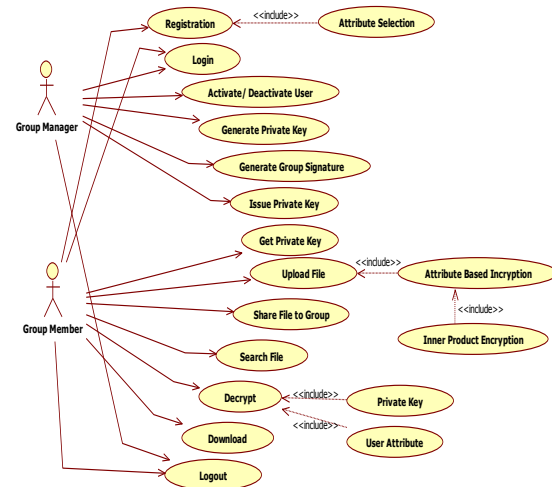 Registration
<<include>>
Attribute Selection
Login
Group Manager
Activate/ Deactivate User
Generate Private Key
Generate Group Signature
Issue Private Key
Get Private Key
Upload File
<<include>>
Attribute Based Incryption
<<include>>
Group Member
Share File to Group
Inner Product Encryption
Search File
Decrypt
<<include>>
Private Key
<<include>>
User Attribute
Download
Logout